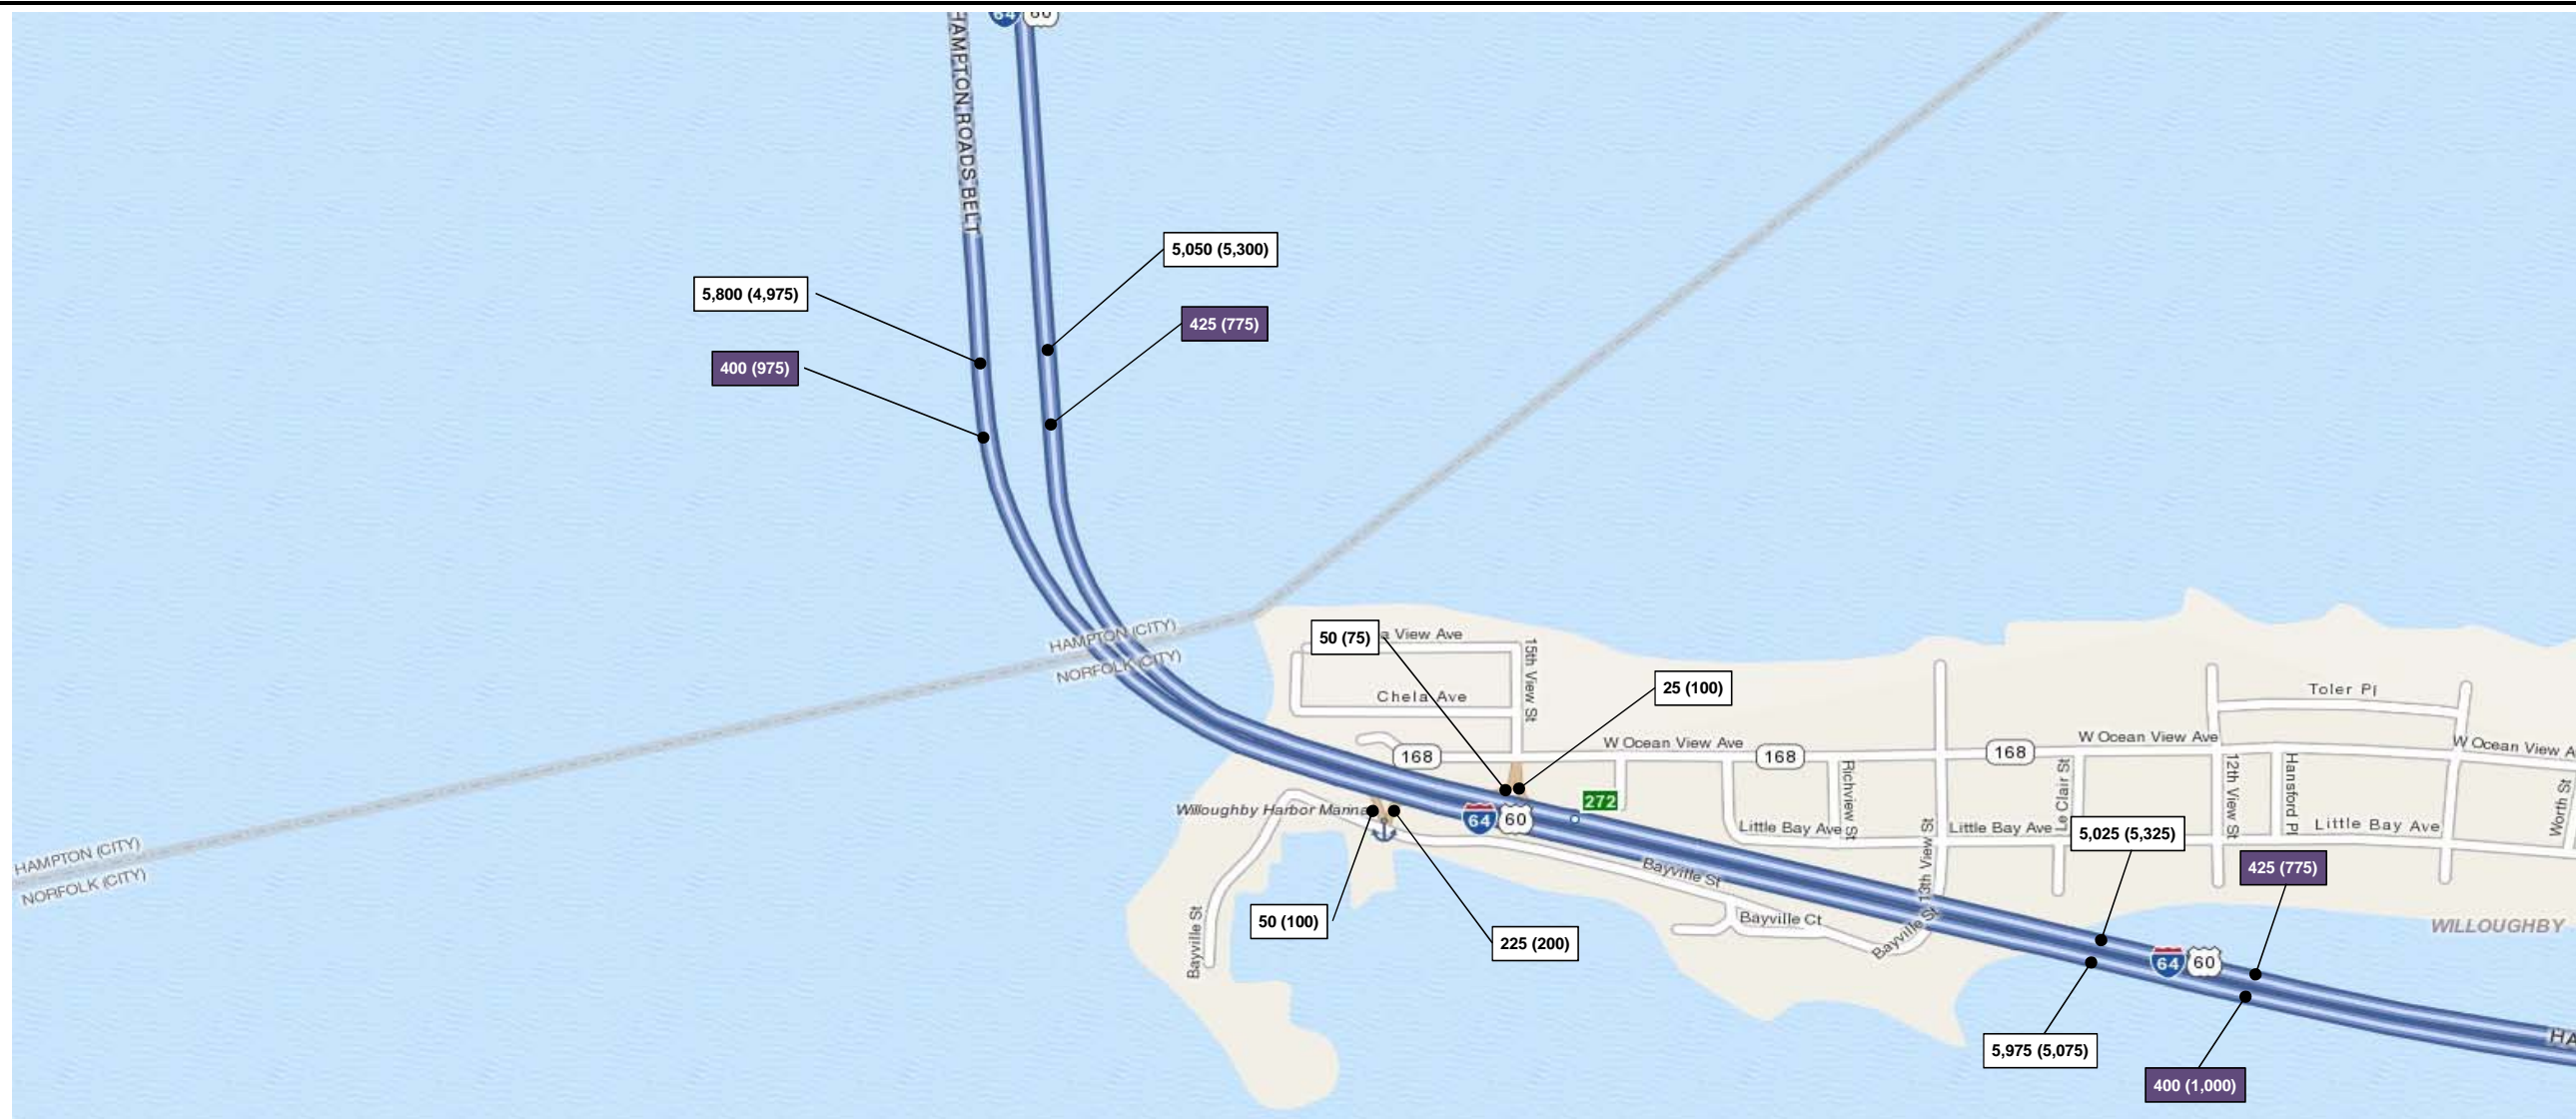 64 60
HAMPTON ROADS BELT
5,050 (5,300)
5,800 (4,975)
425 (775)
400 (975)
HAMPTON (CITY)
NORFOLK (CITY)
50 (75)
a View Ave
15th View St
25 (100)
Chela Ave
Toler Pl
168
W Ocean View Ave
168
168
W Ocean View Ave
W Ocean View A
Willoughby Harbor Marina
272
64 60
Richview St
Le Clair St
12th View St
Hansford Pl
Worth St
Little Bay Ave
Little Bay Ave
Little Bay Ave
5,025 (5,325)
HAMPTON (CITY)
NORFOLK (CITY)
Bayville St
13th View St
425 (775)
50 (100)
225 (200)
Bayville St
Bayville Ct
Bayville St
WILLOUGHBY
64 60
5,975 (5,075)
400 (1,000)
HA